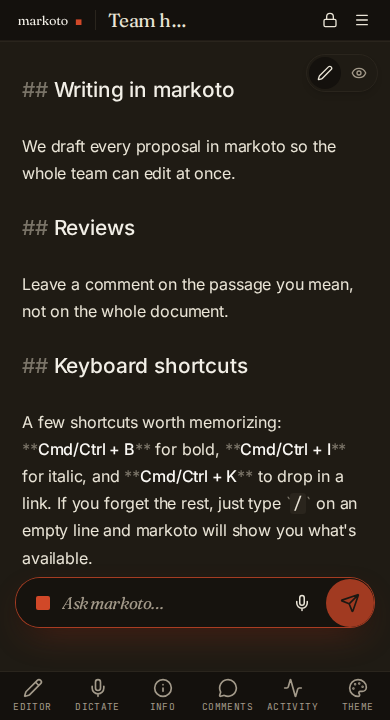 markoto
Team h...
## Writing in markoto
We draft every proposal in markoto so the
whole team can edit at once.
## Reviews
Leave a comment on the passage you mean,
not on the whole document.
## Keyboard shortcuts
A few shortcuts worth memorizing:
**Cmd/Ctrl + B** for bold, **Cmd/Ctrl + I**
for italic, and **Cmd/Ctrl + K** to drop in a
link. If you forget the rest, just type `/` on an
empty line and markoto will show you what's
available.
Ask markoto...
EDITOR DICTATE INFO COMMENTS ACTIVITY THEME